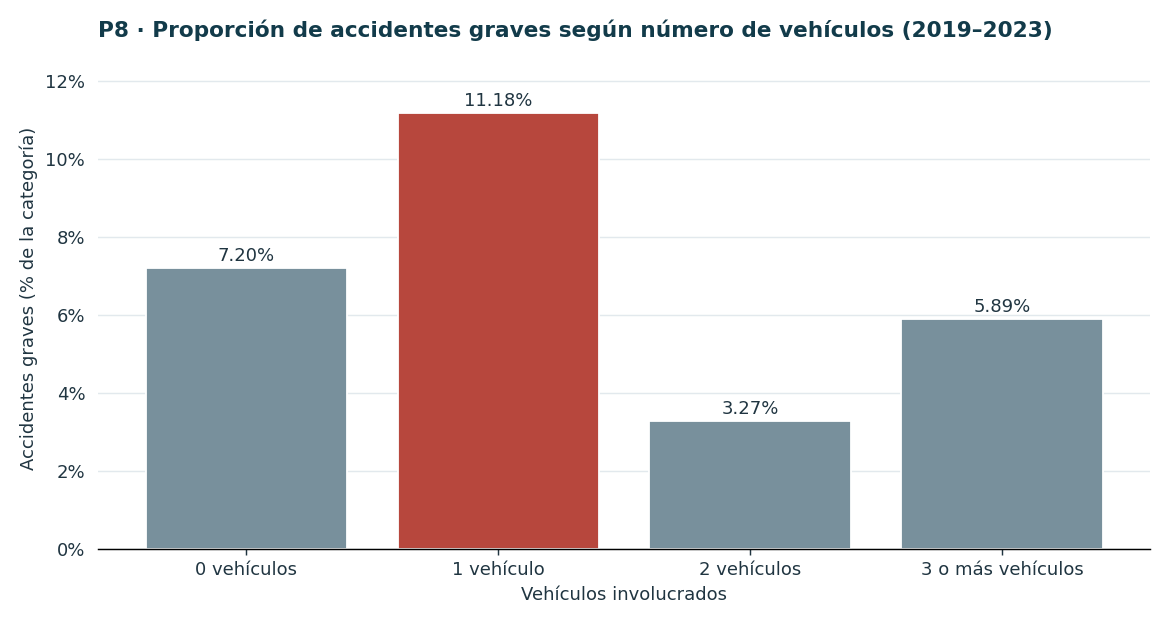 P8 · Proporción de accidentes graves según número de vehículos (2019–2023)
Accidentes graves (% de la categoría)
12%
10%
8%
6%
4%
2%
0%
7.20%
11.18%
3.27%
5.89%
0 vehículos
1 vehículo
2 vehículos
3 o más vehículos
Vehículos involucrados